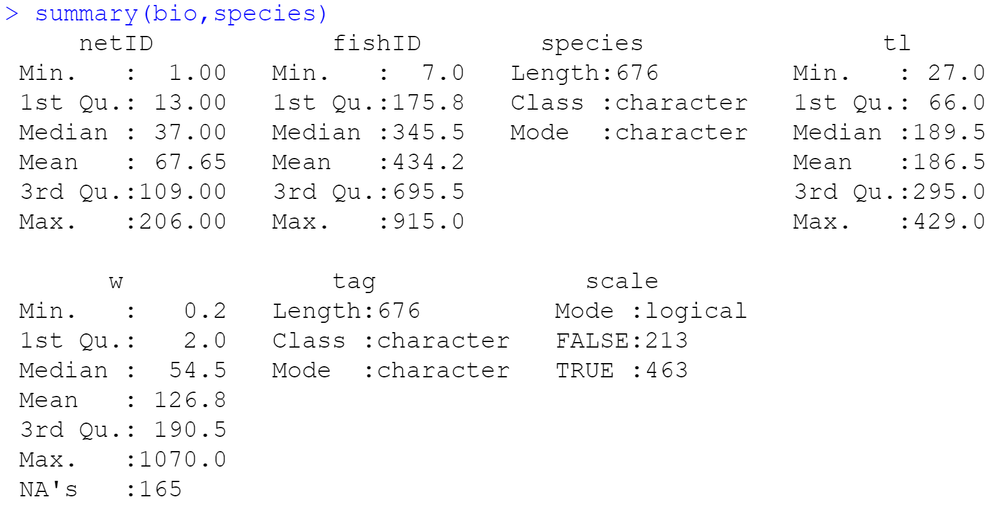 > summary(bio,species)
     netID            fishID        species                tl
 Min.   :  1.00   Min.   :  7.0   Length:676         Min.   : 27.0
 1st Qu.: 13.00   1st Qu.:175.8   Class :character   1st Qu.: 66.0
 Median : 37.00   Median :345.5   Mode  :character   Median :189.5
 Mean   : 67.65   Mean   :434.2                      Mean   :186.5
 3rd Qu.:109.00   3rd Qu.:695.5                      3rd Qu.:295.0
 Max.   :206.00   Max.   :915.0                      Max.   :429.0
       w              tag              scale
 Min.   :   0.2   Length:676         Mode :logical
 1st Qu.:   2.0   Class :character   FALSE:213
 Median :  54.5   Mode  :character   TRUE :463
 Mean   : 126.8
 3rd Qu.: 190.5
 Max.   :1070.0
 NA's   :165